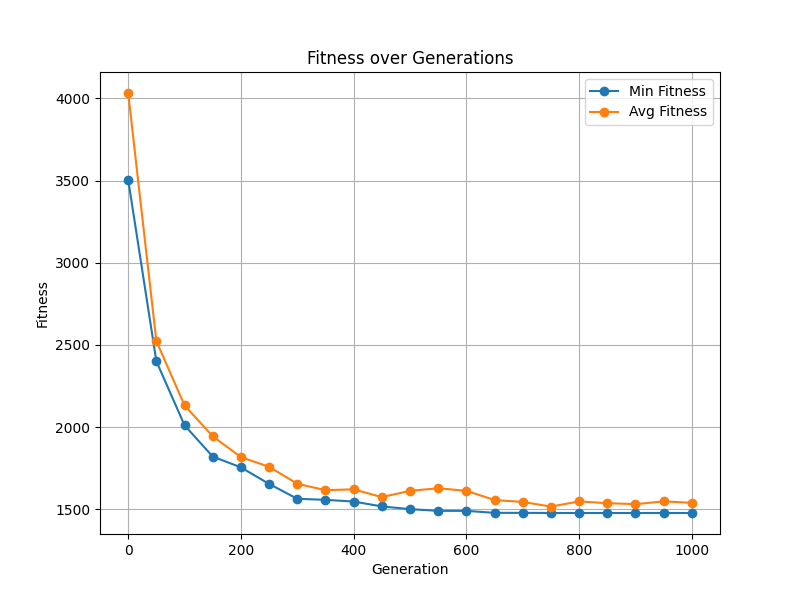 Fitness over Generations
Min Fitness
Avg Fitness
4000
3500
3000
2500
2000
1500
Fitness
0 200 400 600 800 1000
Generation